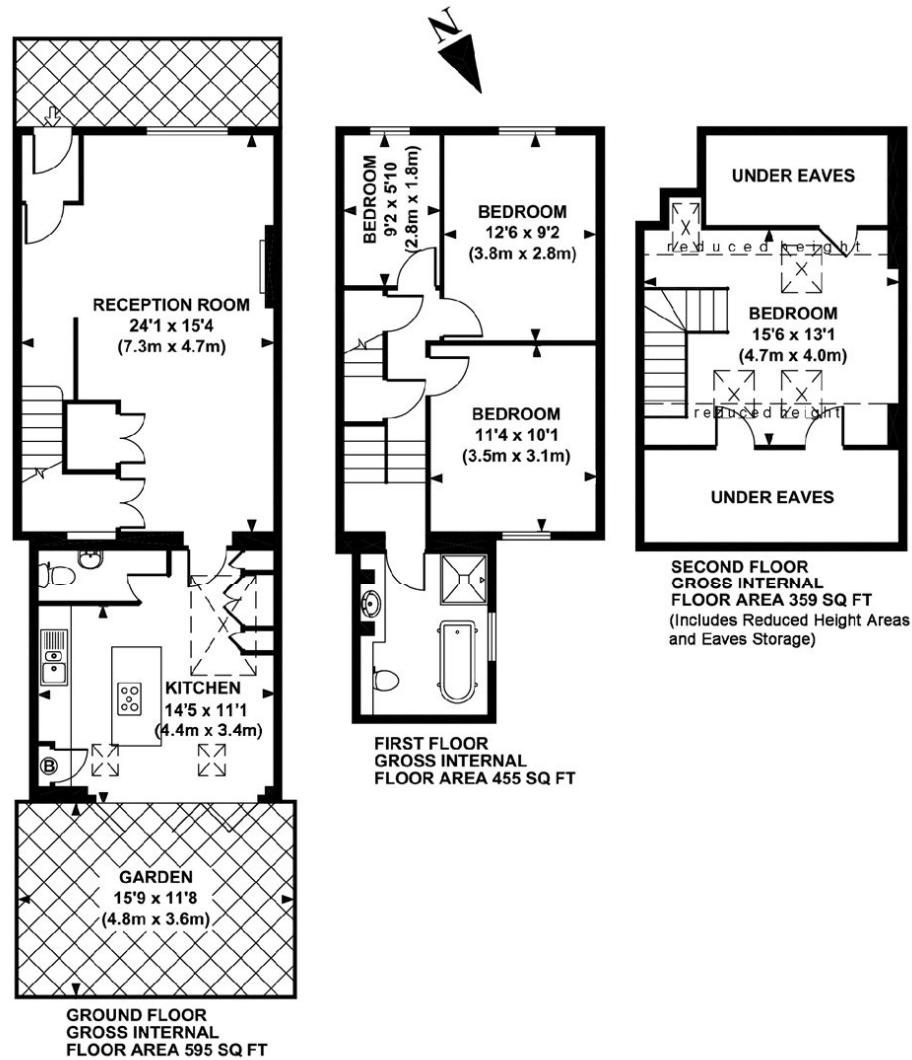 N
RECEPTION ROOM
24'1 x 15'4
(7.3m x 4.7m)
KITCHEN
14'5 x 11'1
(4.4m x 3.4m)
B
GARDEN
15'9 x 11'8
(4.8m x 3.6m)
GROUND FLOOR
GROSS INTERNAL
FLOOR AREA 595 SQ FT
BEDROOM
9'2 x 5'10
(2.8m x 1.8m)
BEDROOM
12'6 x 9'2
(3.8m x 2.8m)
BEDROOM
11'4 x 10'1
(3.5m x 3.1m)
FIRST FLOOR
GROSS INTERNAL
FLOOR AREA 455 SQ FT
UNDER EAVES
reduced height
BEDROOM
15'6 x 13'1
(4.7m x 4.0m)
reduced height
UNDER EAVES
SECOND FLOOR
GROSS INTERNAL
FLOOR AREA 359 SQ FT
(Includes Reduced Height Areas
and Eaves Storage)